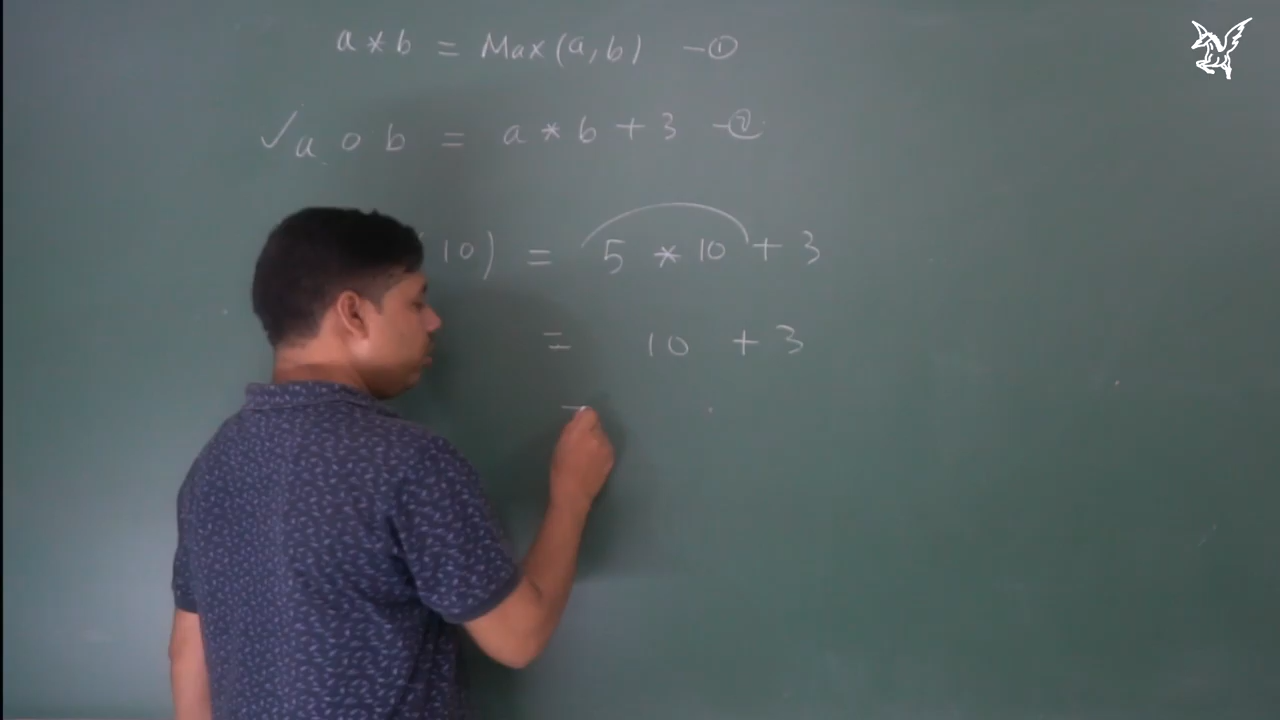 a * b = Max(a, b) - ①
✓ a o b = a * b + 3 - ②
10) = 5 * 10 + 3
= 10 + 3